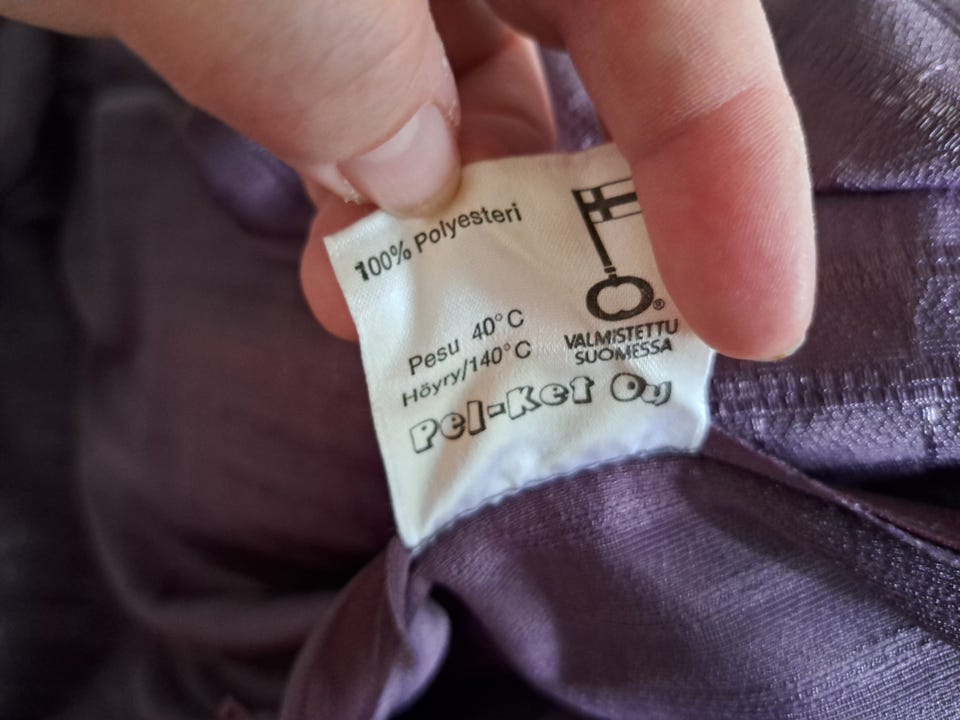 100% Polyesteri
®
VALMISTETTU
SUOMESSA
Pesu 40°C
Höyry/140°C
Pel-Ket Oy